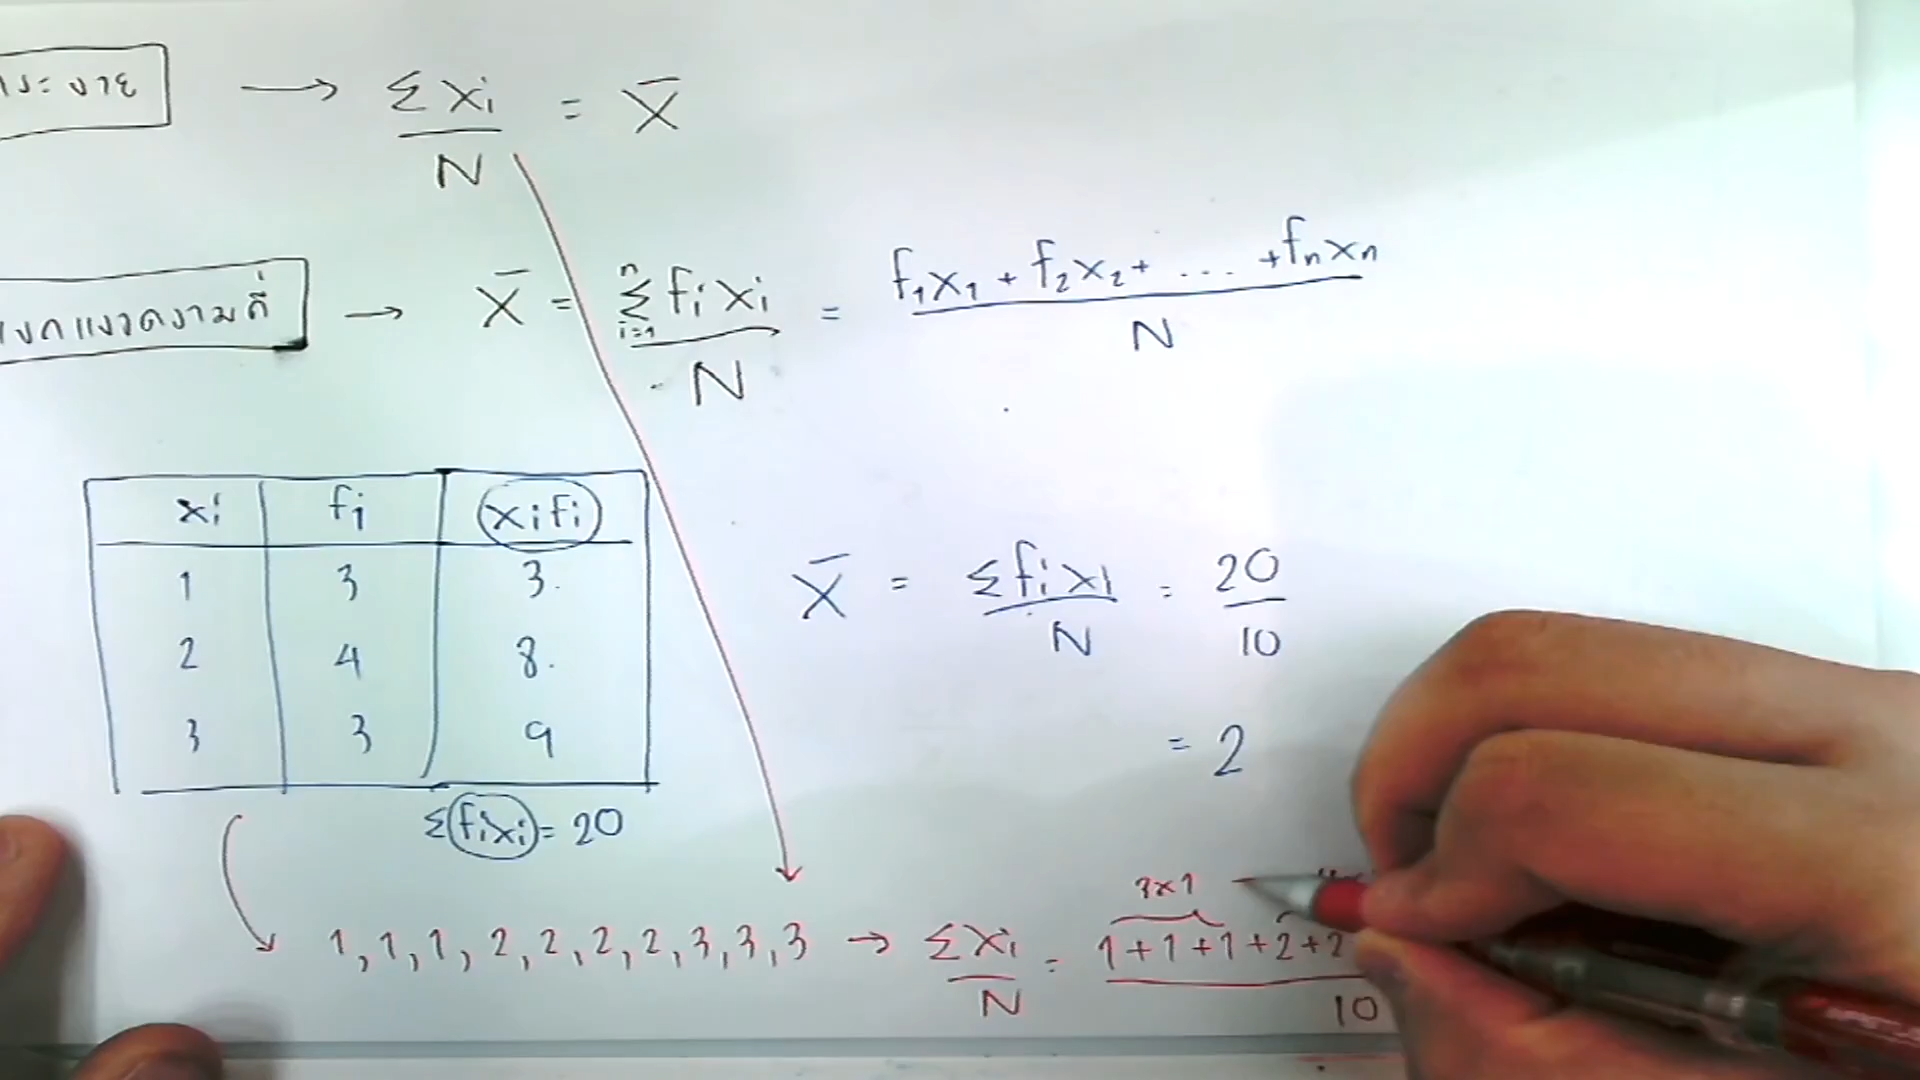 → Σxi/N = X̄
→ X̄ = Σ(i=1 → n) fixi/N = (f1x1 + f2x2 + .... + fnxn)/N
xi fi xifi
1 3 3.
2 4 8.
3 3 9
Σfixi = 20
X̄ = Σfixi/N = 20/10
= 2
3x1
1, 1, 1, 2, 2, 2, 2, 3, 3, 3 → Σxi/N = 1+1+1+2+2
10